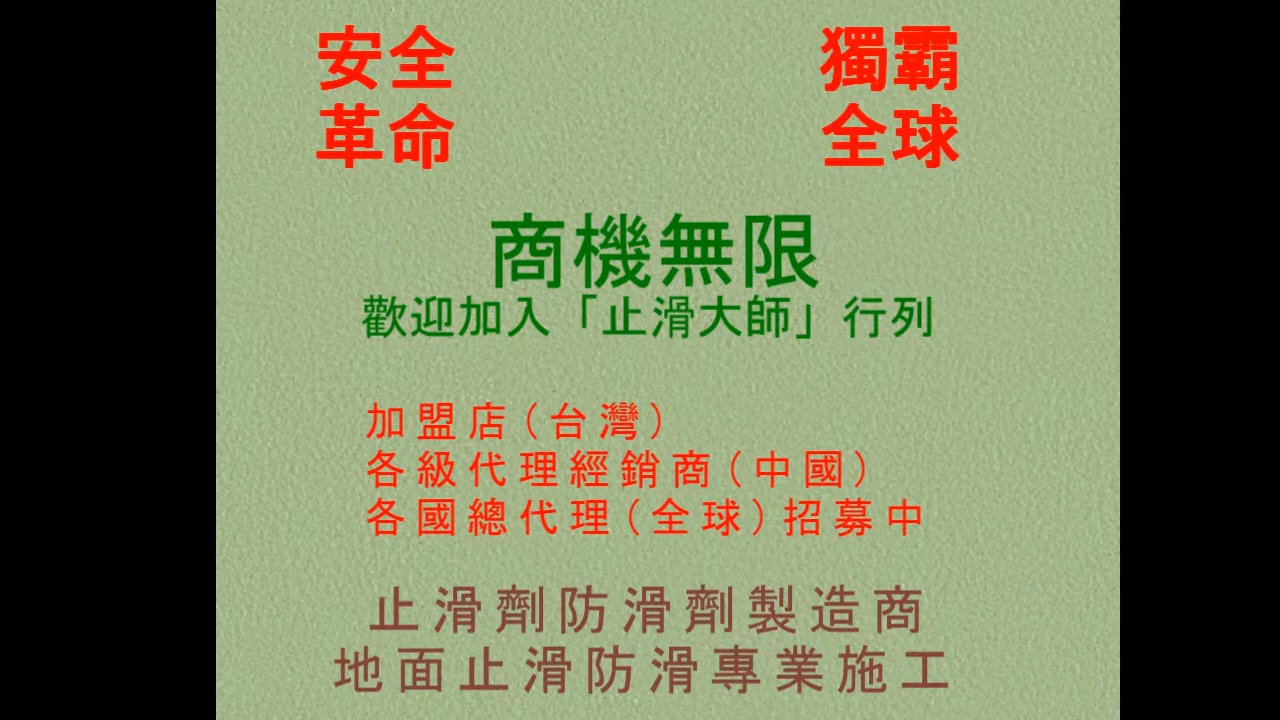 安全
革命
獨霸
全球
商機無限
歡迎加入「止滑大師」行列
加盟店(台灣)
各級代理經銷商(中國)
各國總代理(全球)招募中
止滑劑防滑劑製造商
地面止滑防滑專業施工